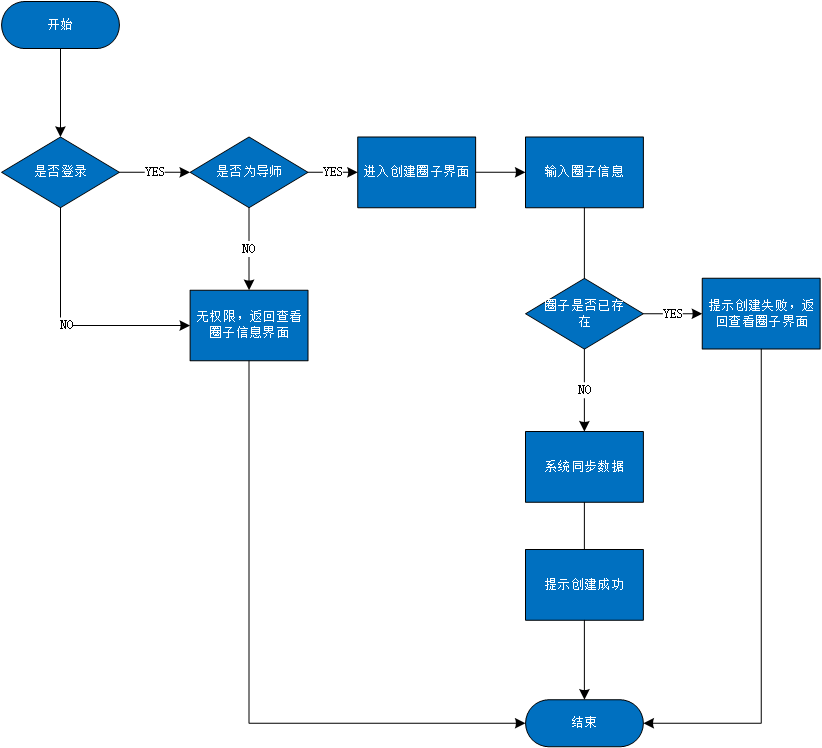 开始
是否登录
YES
是否为导师
YES
进入创建圈子界面
输入圈子信息
NO
NO
无权限，返回查看
圈子信息界面
圈子是否已存
在
YES
提示创建失败，返
回查看圈子界面
NO
系统同步数据
提示创建成功
结束